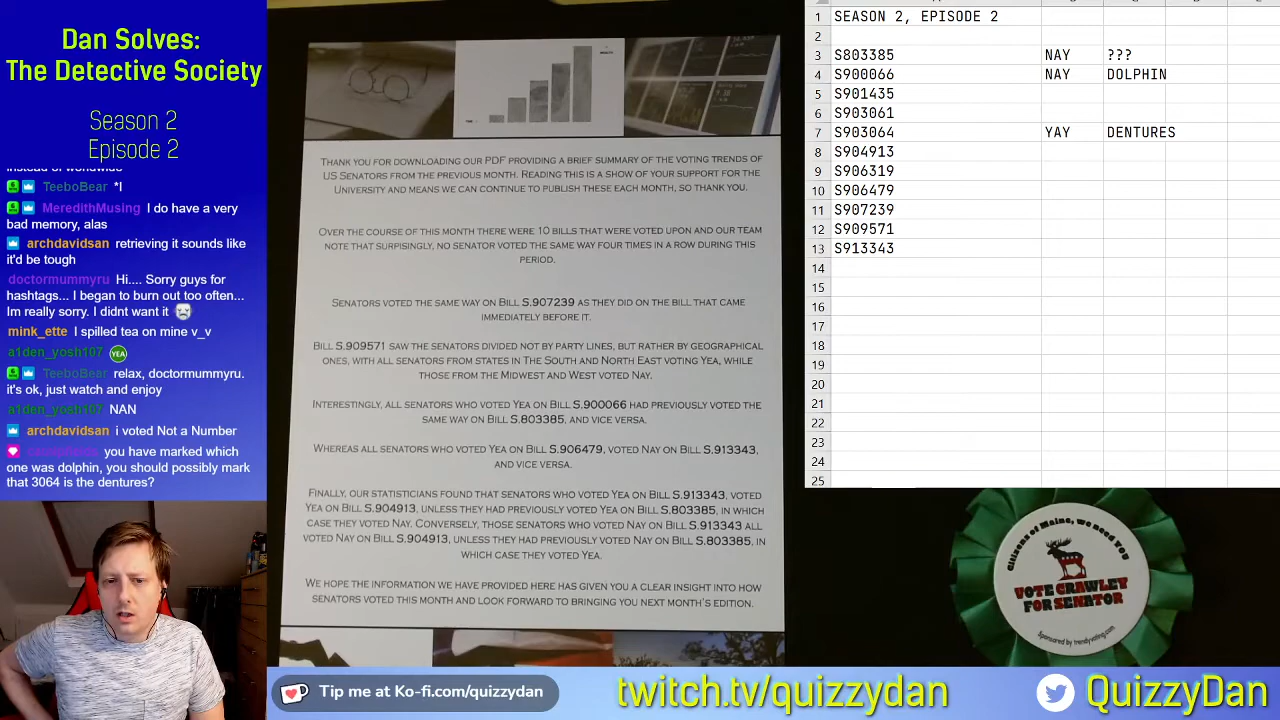 Dan Solves:
The Detective Society
Season 2
Episode 2
instead of worldwide
TeeboBear *I
MeredithMusing I do have a very
bad memory, alas
archdavidsan retrieving it sounds like
it'd be tough
doctormummyru Hi.... Sorry guys for
hashtags... I began to burn out too often...
Im really sorry. I didnt want it
mink_ette I spilled tea on mine v_v
a1den_yosh107 YEA
TeeboBear relax, doctormummyru.
it's ok, just watch and enjoy
a1den_yosh107 NAN
archdavidsan i voted Not a Number
you have marked which
one was dolphin, you should possibly mark
that 3064 is the dentures?
THANK YOU FOR DOWNLOADING OUR PDF PROVIDING A BRIEF SUMMARY OF THE VOTING TRENDS OF
US SENATORS FROM THE PREVIOUS MONTH. READING THIS IS A SHOW OF YOUR SUPPORT FOR THE
UNIVERSITY AND MEANS WE CAN CONTINUE TO PUBLISH THESE EACH MONTH, SO THANK YOU.
OVER THE COURSE OF THIS MONTH THERE WERE 10 BILLS THAT WERE VOTED UPON AND OUR TEAM
NOTE THAT SURPISINGLY, NO SENATOR VOTED THE SAME WAY FOUR TIMES IN A ROW DURING THIS
PERIOD.
SENATORS VOTED THE SAME WAY ON BILL S.907239 AS THEY DID ON THE BILL THAT CAME
IMMEDIATELY BEFORE IT.
BILL S.909571 SAW THE SENATORS DIVIDED NOT BY PARTY LINES, BUT RATHER BY GEOGRAPHICAL
ONES, WITH ALL SENATORS FROM STATES IN THE SOUTH AND NORTH EAST VOTING YEA, WHILE
THOSE FROM THE MIDWEST AND WEST VOTED NAY.
INTERESTINGLY, ALL SENATORS WHO VOTED YEA ON BILL S.900066 HAD PREVIOUSLY VOTED THE
SAME WAY ON BILL S.803385, AND VICE VERSA.
WHEREAS ALL SENATORS WHO VOTED YEA ON BILL S.906479, VOTED NAY ON BILL S.913343,
AND VICE VERSA.
FINALLY, OUR STATISTICIANS FOUND THAT SENATORS WHO VOTED YEA ON BILL S.913343, VOTED
YEA ON BILL S.904913, UNLESS THEY HAD PREVIOUSLY VOTED YEA ON BILL S.803385, IN WHICH
CASE THEY VOTED NAY. CONVERSELY, THOSE SENATORS WHO VOTED NAY ON BILL S.913343 ALL
VOTED NAY ON BILL S.904913, UNLESS THEY HAD PREVIOUSLY VOTED NAY ON BILL S.803385, IN
WHICH CASE THEY VOTED YEA.
WE HOPE THE INFORMATION WE HAVE PROVIDED HERE HAS GIVEN YOU A CLEAR INSIGHT INTO HOW
SENATORS VOTED THIS MONTH AND LOOK FORWARD TO BRINGING YOU NEXT MONTH'S EDITION.
1 SEASON 2, EPISODE 2
2
3 S803385 NAY ???
4 S900066 NAY DOLPHIN
5 S901435
6 S903061
7 S903064 YAY DENTURES
8 S904913
9 S906319
10 S906479
11 S907239
12 S909571
13 S913343
14
15
16
17
18
19
20
21
22
23
24
25
Citizens of Maine, we need YOU
VOTE CRAWLEY
FOR SENATOR
Sponsored by trendyvoting.com
Tip me at Ko-fi.com/quizzydan
twitch.tv/quizzydan
QuizzyDan